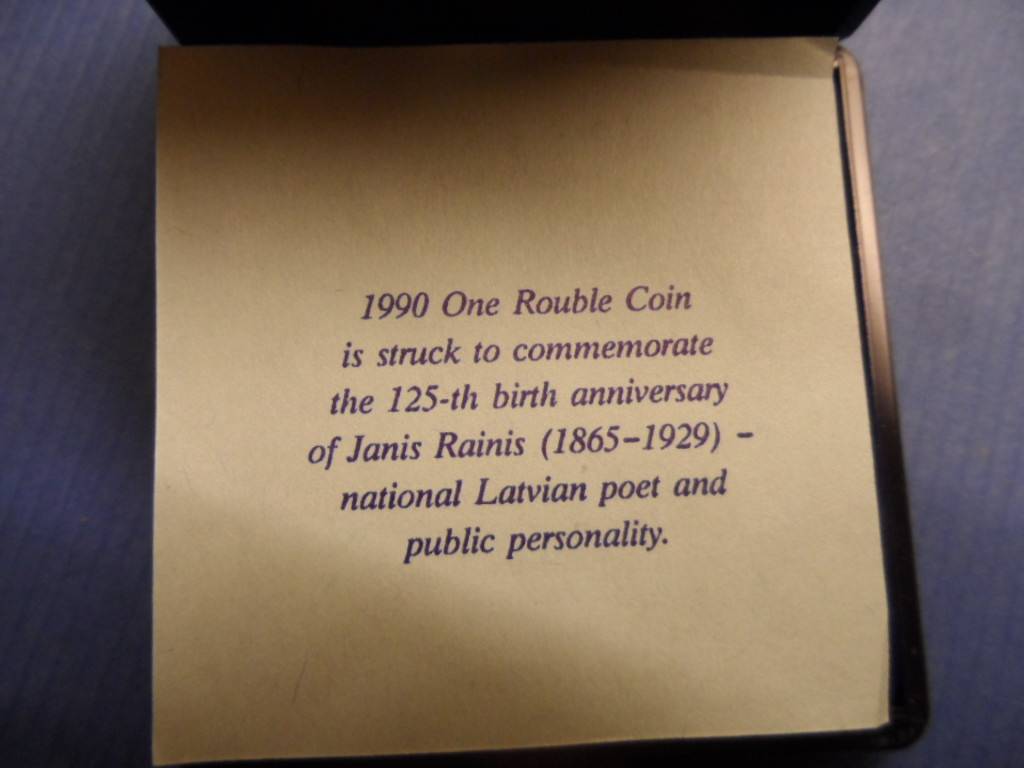 1990 One Rouble Coin
is struck to commemorate
the 125-th birth anniversary
of Janis Rainis (1865–1929) –
national Latvian poet and
public personality.